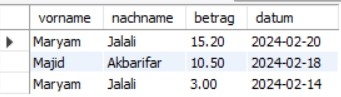 vorname nachname betrag datum
Maryam Jalali 15.20 2024-02-20
Majid Akbarifar 10.50 2024-02-18
Maryam Jalali 3.00 2024-02-14